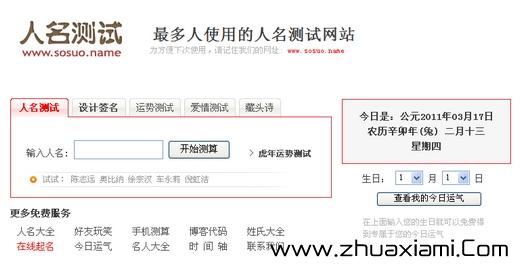 人名测试
www.sosuo.name
最多人使用的人名测试网站
为方便下次使用，请记住我们的网址: www.sosuo.name
人名测试 设计签名 运势测试 爱情测试 藏头诗
输入人名: 开始测算 > 虎年运势测试
试试: 陈志远 奥比纳 徐宗汉 车永莉 倪虹洁
今日是：公元2011年03月17日
农历辛卯年(兔) 二月十三
星期四
生日: 1 月 1 日
查看我的今日运气
在上面输入您的生日就可以免费得
到专属于您的今日运气
更多免费服务
人名大全 好友玩笑 手机测算 博客代码 姓氏大全
在线起名 今日运气 名人大全 时 间 轴 联系我们
www.zhuaxiami.Com